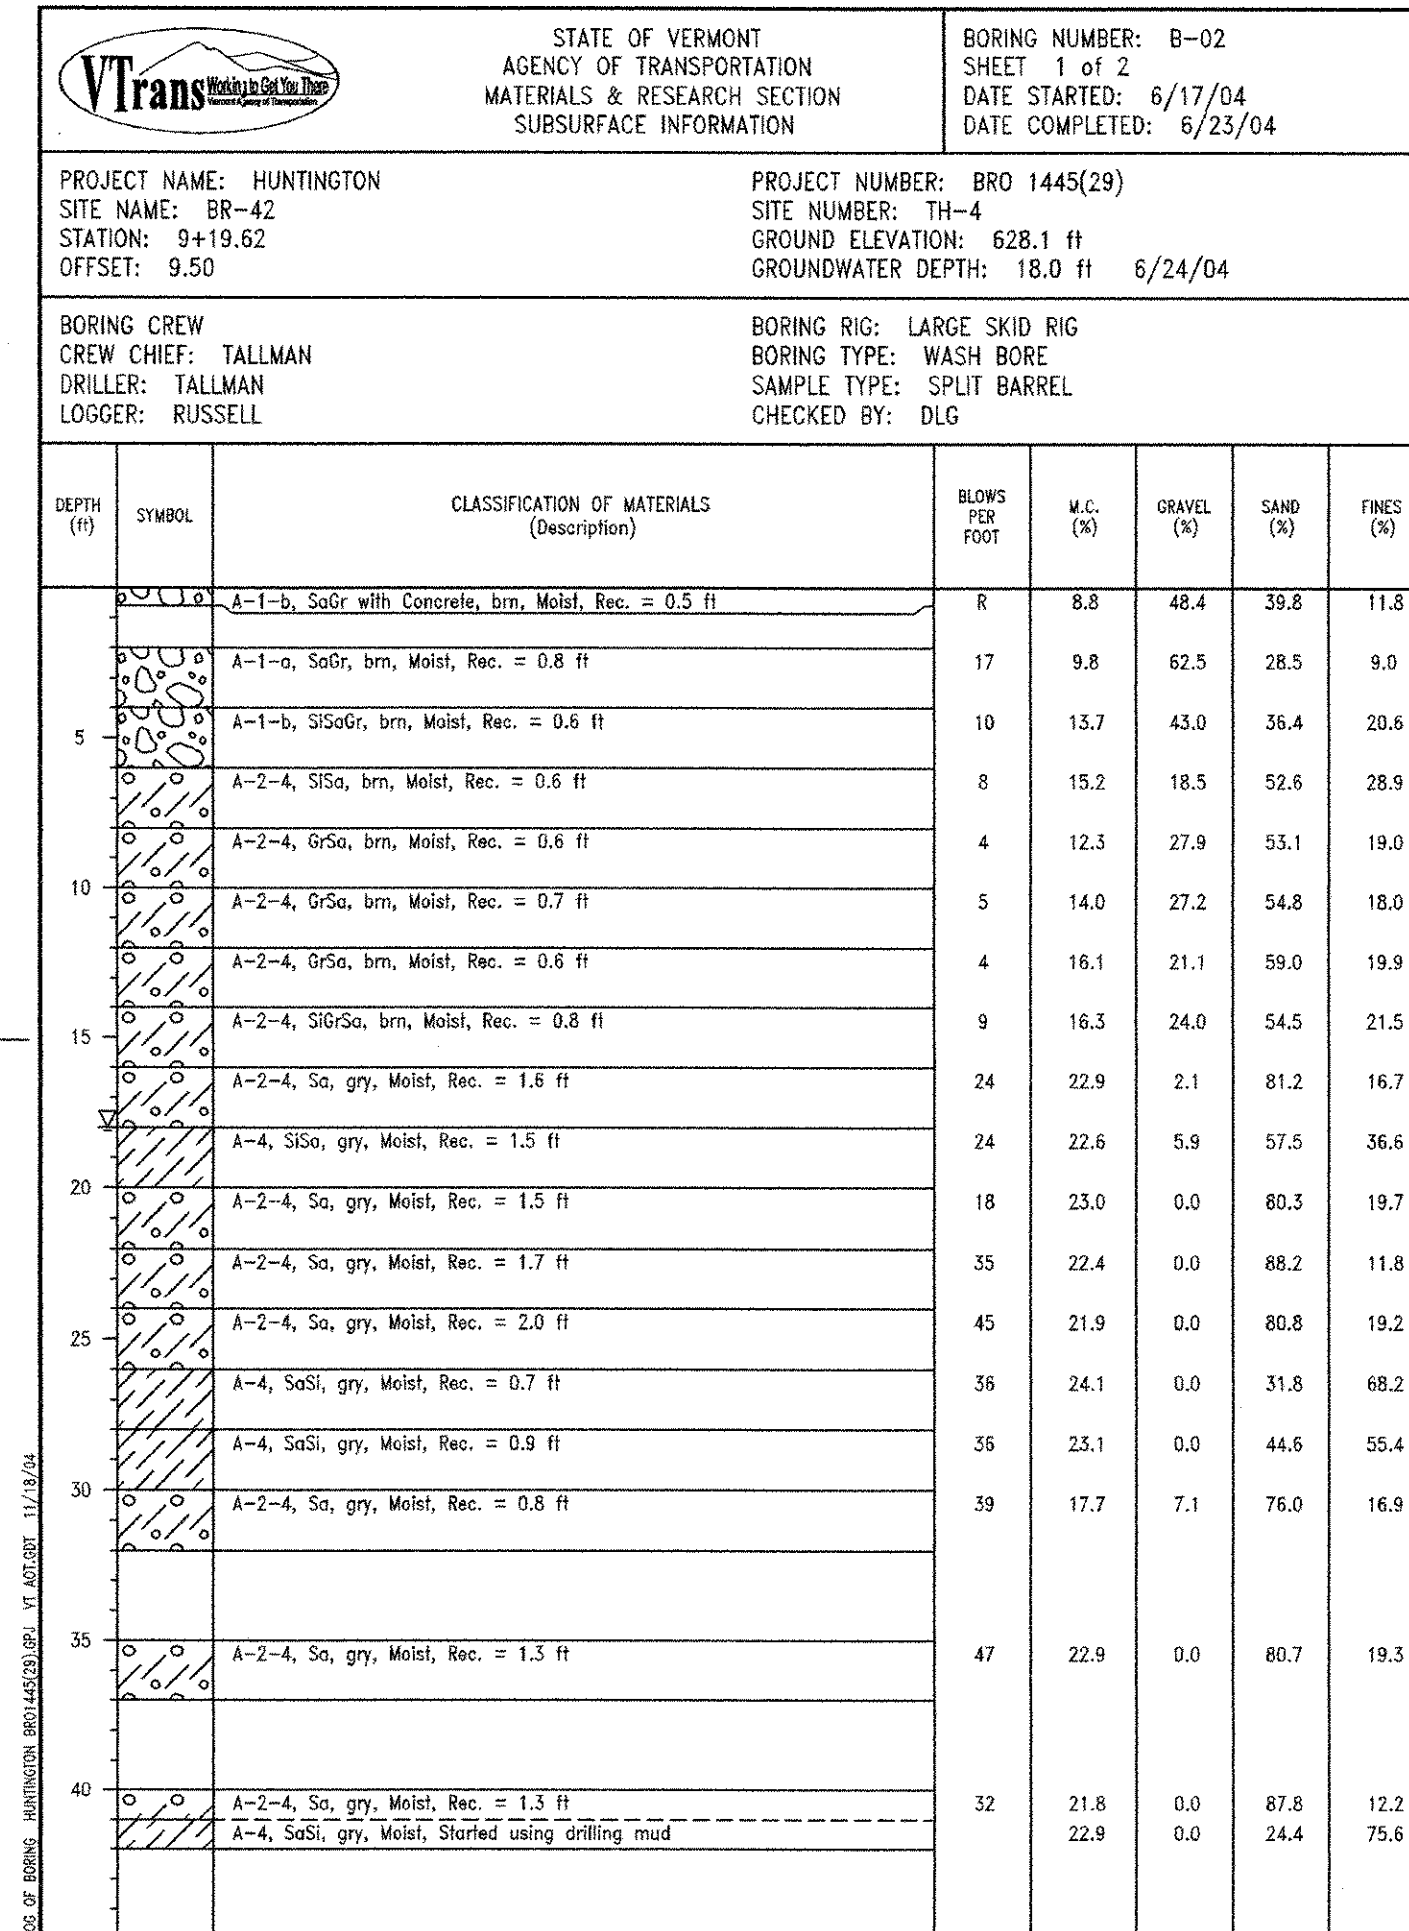 VTrans Working to Get You There
Vermont Agency of Transportation
STATE OF VERMONT
AGENCY OF TRANSPORTATION
MATERIALS & RESEARCH SECTION
SUBSURFACE INFORMATION
BORING NUMBER: B-02
SHEET 1 of 2
DATE STARTED: 6/17/04
DATE COMPLETED: 6/23/04
PROJECT NAME: HUNTINGTON
SITE NAME: BR-42
STATION: 9+19.62
OFFSET: 9.50
PROJECT NUMBER: BRO 1445(29)
SITE NUMBER: TH-4
GROUND ELEVATION: 628.1 ft
GROUNDWATER DEPTH: 18.0 ft 6/24/04
BORING CREW
CREW CHIEF: TALLMAN
DRILLER: TALLMAN
LOGGER: RUSSELL
BORING RIG: LARGE SKID RIG
BORING TYPE: WASH BORE
SAMPLE TYPE: SPLIT BARREL
CHECKED BY: DLG
DEPTH (ft) SYMBOL CLASSIFICATION OF MATERIALS (Description) BLOWS PER FOOT M.C. (%) GRAVEL (%) SAND (%) FINES (%)
A-1-b, SaGr with Concrete, brn, Moist, Rec. = 0.5 ft R 8.8 48.4 39.8 11.8
A-1-a, SaGr, brn, Moist, Rec. = 0.8 ft 17 9.8 62.5 28.5 9.0
A-1-b, SiSaGr, brn, Moist, Rec. = 0.6 ft 10 13.7 43.0 36.4 20.6
5
A-2-4, SiSa, brn, Moist, Rec. = 0.6 ft 8 15.2 18.5 52.6 28.9
A-2-4, GrSa, brn, Moist, Rec. = 0.6 ft 4 12.3 27.9 53.1 19.0
10
A-2-4, GrSa, brn, Moist, Rec. = 0.7 ft 5 14.0 27.2 54.8 18.0
A-2-4, GrSa, brn, Moist, Rec. = 0.6 ft 4 16.1 21.1 59.0 19.9
A-2-4, SiGrSa, brn, Moist, Rec. = 0.8 ft 9 16.3 24.0 54.5 21.5
15
A-2-4, Sa, gry, Moist, Rec. = 1.6 ft 24 22.9 2.1 81.2 16.7
A-4, SiSa, gry, Moist, Rec. = 1.5 ft 24 22.6 5.9 57.5 36.6
20
A-2-4, Sa, gry, Moist, Rec. = 1.5 ft 18 23.0 0.0 80.3 19.7
A-2-4, Sa, gry, Moist, Rec. = 1.7 ft 35 22.4 0.0 88.2 11.8
A-2-4, Sa, gry, Moist, Rec. = 2.0 ft 45 21.9 0.0 80.8 19.2
25
A-4, SaSi, gry, Moist, Rec. = 0.7 ft 36 24.1 0.0 31.8 68.2
A-4, SaSi, gry, Moist, Rec. = 0.9 ft 36 23.1 0.0 44.6 55.4
30
A-2-4, Sa, gry, Moist, Rec. = 0.8 ft 39 17.7 7.1 76.0 16.9
35
A-2-4, Sa, gry, Moist, Rec. = 1.3 ft 47 22.9 0.0 80.7 19.3
40
A-2-4, Sa, gry, Moist, Rec. = 1.3 ft 32 21.8 0.0 87.8 12.2
A-4, SaSi, gry, Moist, Started using drilling mud 22.9 0.0 24.4 75.6
OG OF BORING HUNTINGTON BRO1445(29).GPJ VT AOT.GDT 11/18/04